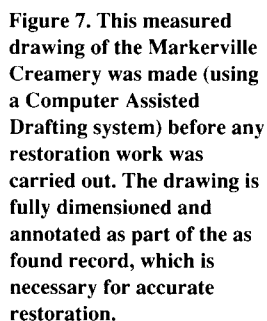 Figure 7. This measured
drawing of the Markerville
Creamery was made (using
a Computer Assisted
Drafting system) before any
restoration work was
carried out. The drawing is
fully dimensioned and
annotated as part of the as
found record, which is
necessary for accurate
restoration.